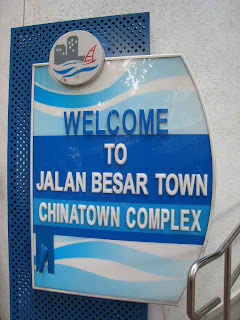 WELCOME
TO
JALAN BESAR TOWN
CHINATOWN COMPLEX